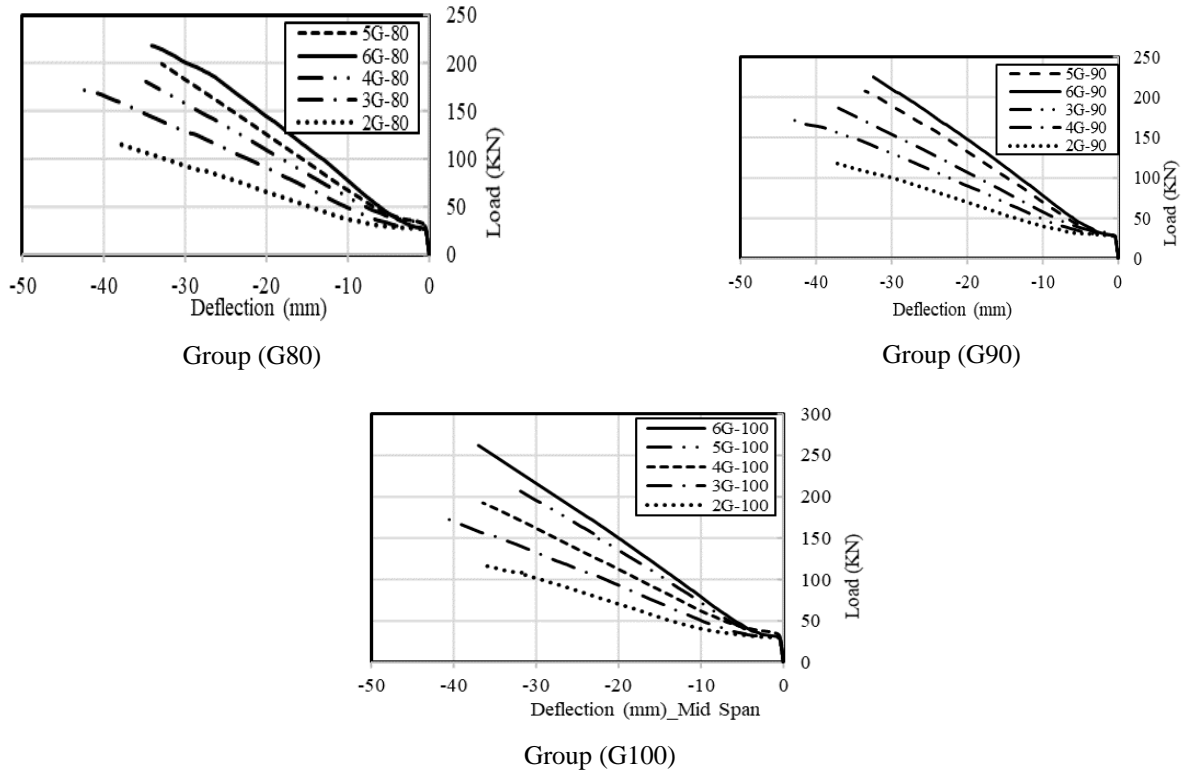 250
200
150
100
50
0
Load (KN)
5G-80
6G-80
4G-80
3G-80
2G-80
-50 -40 -30 -20 -10 0
Deflection (mm)
Group (G80)
250
200
150
100
50
0
Load (KN)
5G-90
6G-90
3G-90
4G-90
2G-90
-50 -40 -30 -20 -10 0
Deflection (mm)
Group (G90)
300
250
200
150
100
50
0
Load (KN)
6G-100
5G-100
4G-100
3G-100
2G-100
-50 -40 -30 -20 -10 0
Deflection (mm)_Mid Span
Group (G100)